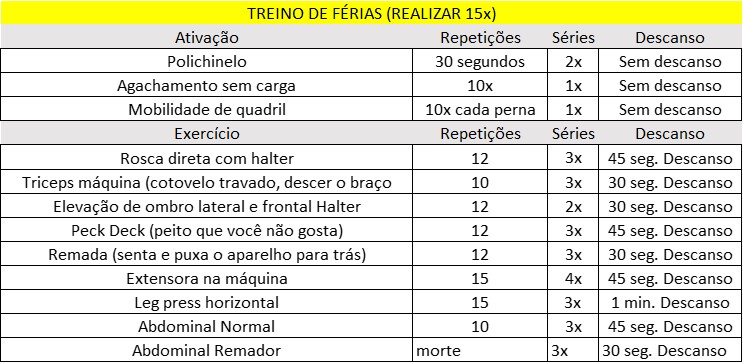 TREINO DE FÉRIAS (REALIZAR 15x)
Ativação Repetições Séries Descanso
Polichinelo 30 segundos 2x Sem descanso
Agachamento sem carga 10x 1x Sem descanso
Mobilidade de quadril 10x cada perna 1x Sem descanso
Exercício Repetições Séries Descanso
Rosca direta com halter 12 3x 45 seg. Descanso
Triceps máquina (cotovelo travado, descer o braço 10 3x 30 seg. Descanso
Elevação de ombro lateral e frontal Halter 12 2x 30 seg. Descanso
Peck Deck (peito que você não gosta) 12 3x 45 seg. Descanso
Remada (senta e puxa o aparelho para trás) 12 3x 30 seg. Descanso
Extensora na máquina 15 4x 45 seg. Descanso
Leg press horizontal 15 3x 1 min. Descanso
Abdominal Normal 10 3x 45 seg. Descanso
Abdominal Remador morte 3x 30 seg. Descanso